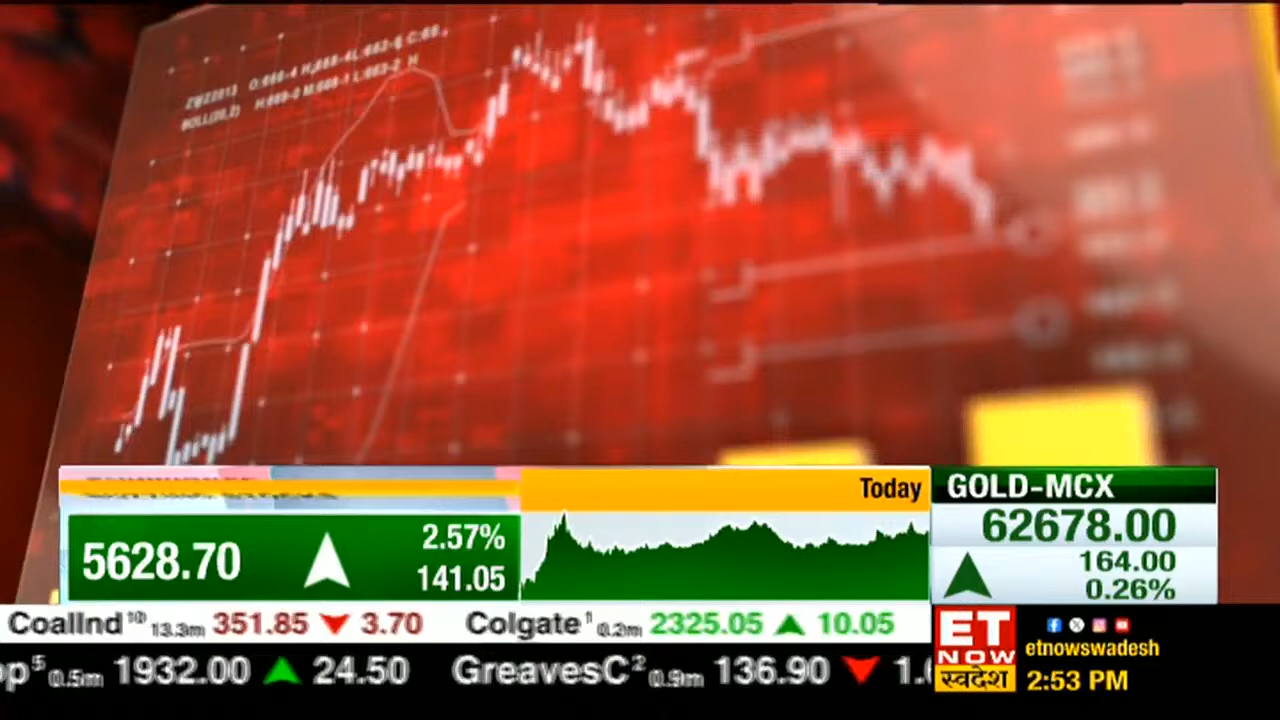 Today
GOLD-MCX
62678.00
164.00
0.26%
5628.70
2.57%
141.05
CoalInd 10 13.3m 351.85 3.70 Colgate 1 0.2m 2325.05 10.05
5 0.5m 1932.00 24.50 GreavesC 2 0.9m 136.90
ET
NOW
स्वदेश
etnowswadesh
2:53 PM